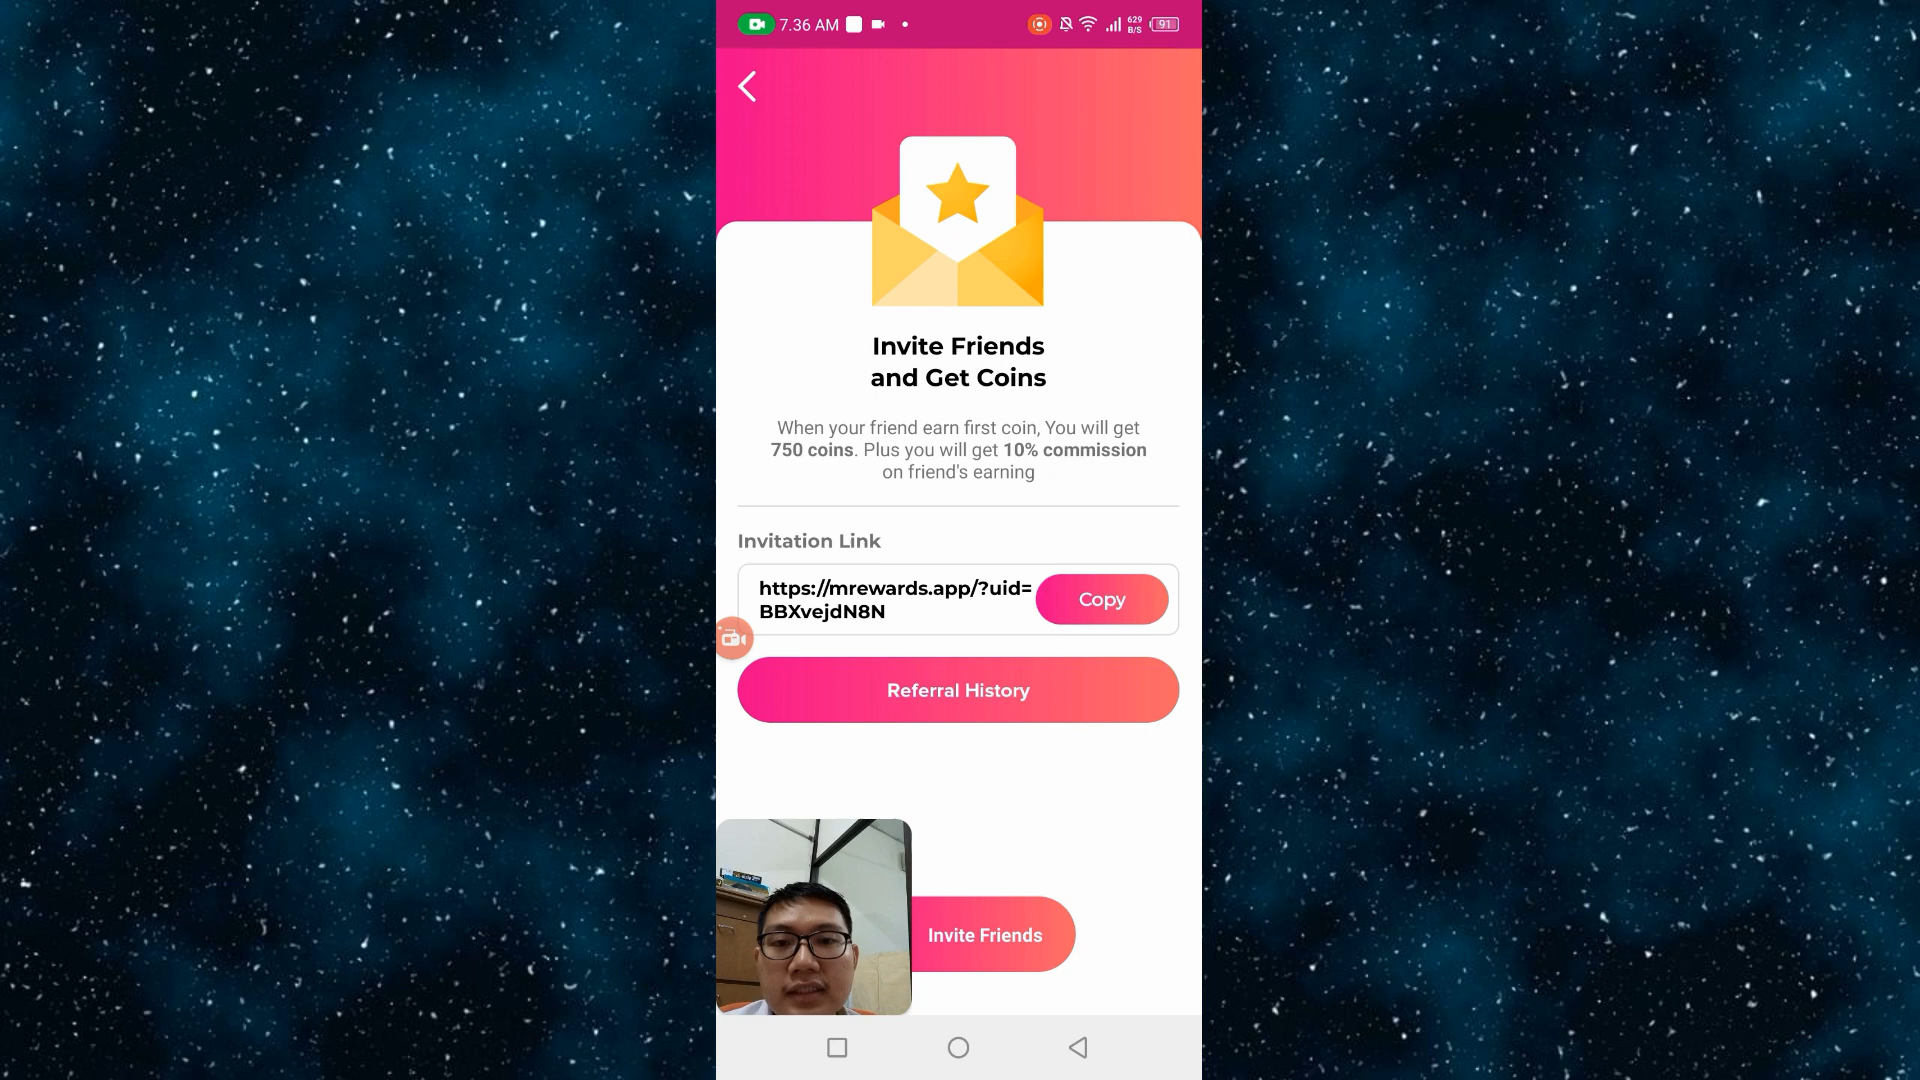 7.36 AM
629
B/S
91
Invite Friends
and Get Coins
When your friend earn first coin, You will get
750 coins. Plus you will get 10% commission
on friend's earning
Invitation Link
https://mrewards.app/?uid=
BBXvejdN8N
Copy
Referral History
Invite Friends